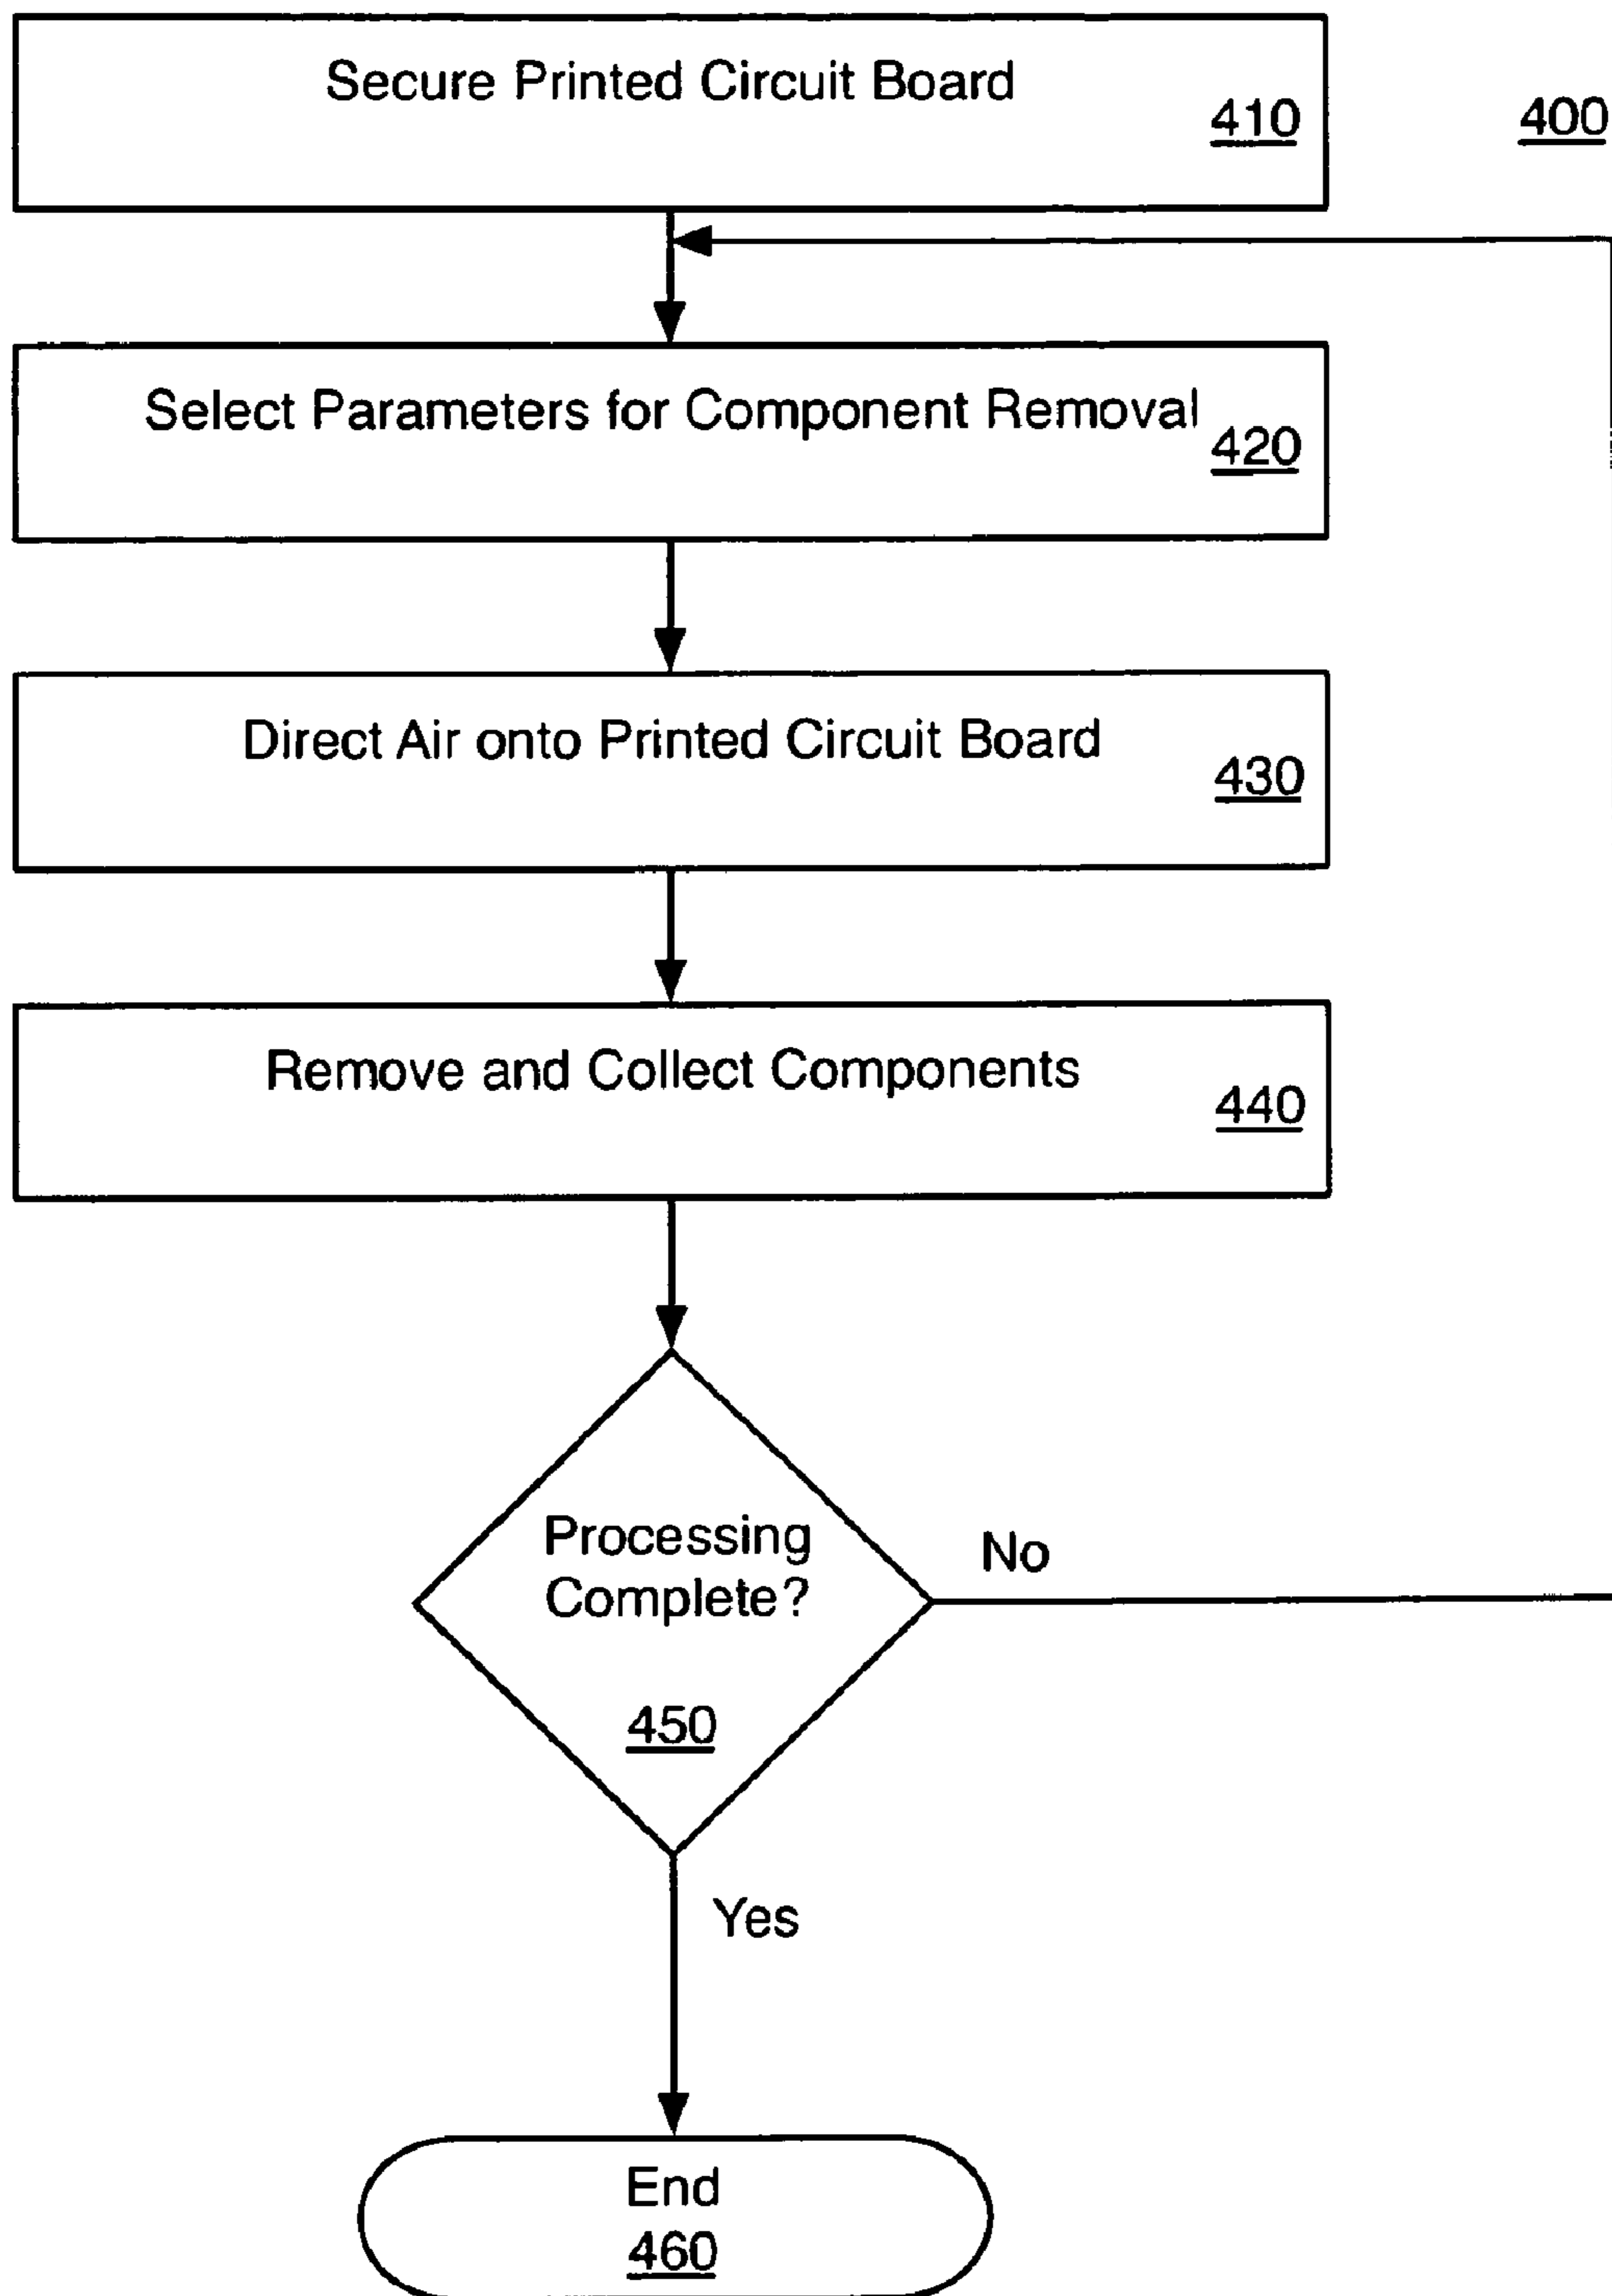 Secure Printed Circuit Board
410
400
Select Parameters for Component Removal
420
Direct Air onto Printed Circuit Board
430
Remove and Collect Components
440
Processing
Complete?
450
No
Yes
End
460